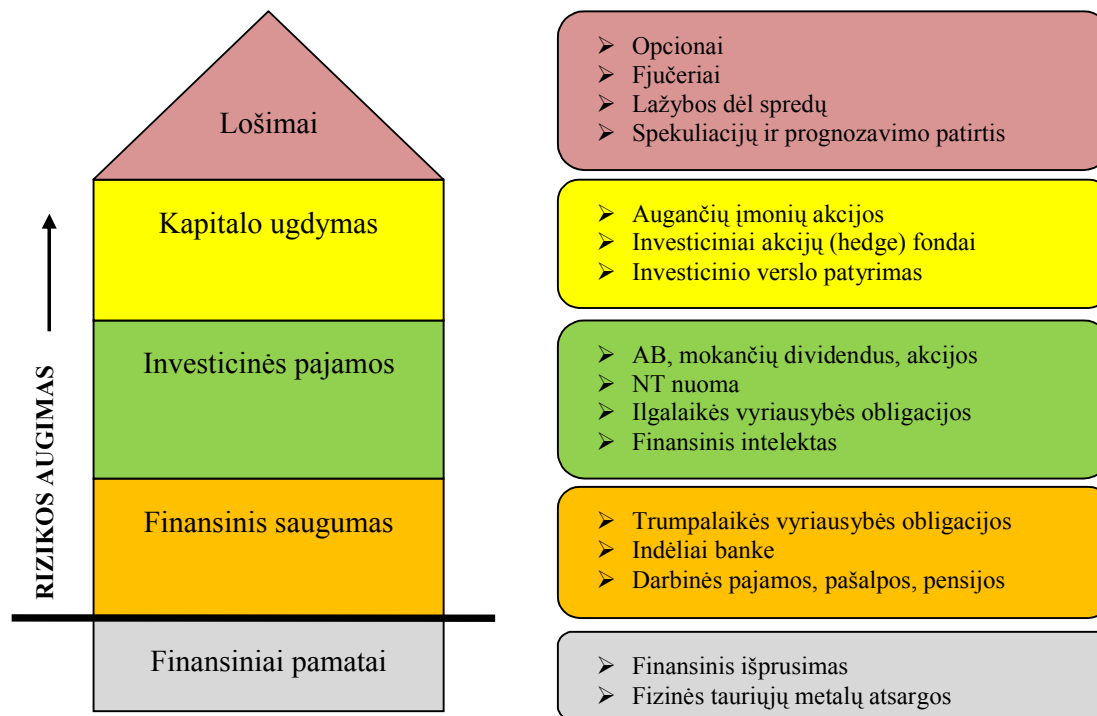 Lošimai
➢ Opcionai
➢ Fjučeriai
➢ Lažybos dėl spredų
➢ Spekuliacijų ir prognozavimo patirtis
Kapitalo ugdymas
➢ Augančių įmonių akcijos
➢ Investiciniai akcijų (hedge) fondai
➢ Investicinio verslo patyrimas
Investicinės pajamos
➢ AB, mokančių dividendus, akcijos
➢ NT nuoma
➢ Ilgalaikės vyriausybės obligacijos
➢ Finansinis intelektas
Finansinis saugumas
➢ Trumpalaikės vyriausybės obligacijos
➢ Indėliai banke
➢ Darbinės pajamos, pašalpos, pensijos
Finansiniai pamatai
➢ Finansinis išprusimas
➢ Fizinės tauriųjų metalų atsargos
RIZIKOS AUGIMAS